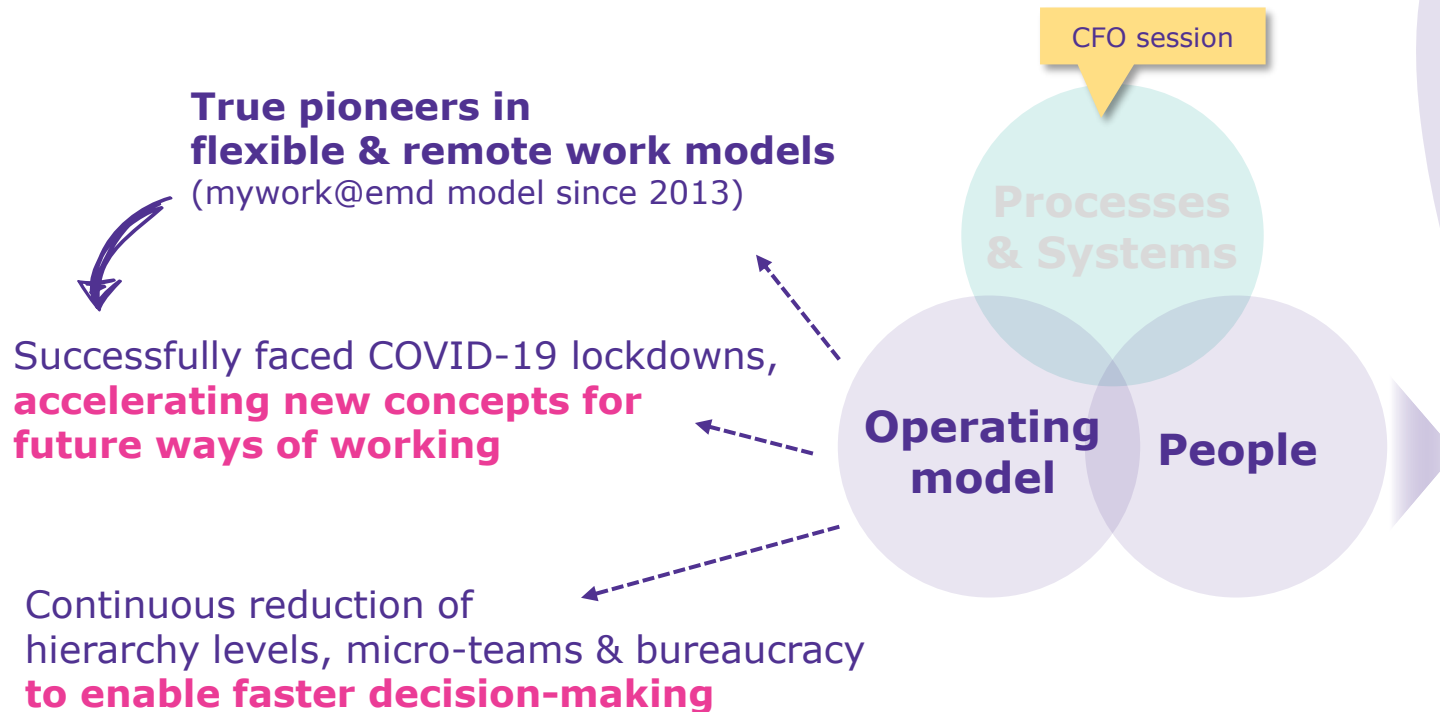 CFO session
True pioneers in
flexible & remote work models
(mywork@emd model since 2013)
Processes
& Systems
Successfully faced COVID-19 lockdowns,
accelerating new concepts for
future ways of working
Operating
model
People
Continuous reduction of
hierarchy levels, micro-teams & bureaucracy
to enable faster decision-making